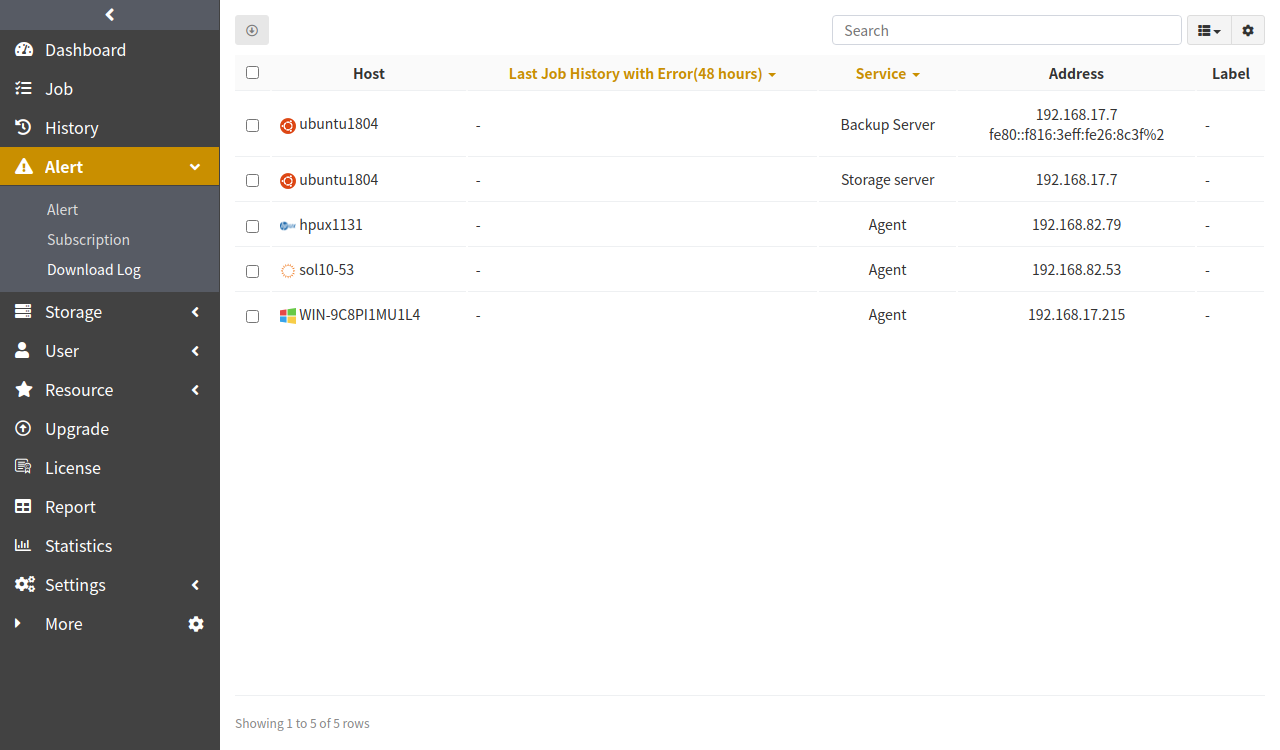 Dashboard
Job
History
Alert
Alert
Subscription
Download Log
Storage
User
Resource
Upgrade
License
Report
Statistics
Settings
More
Search
Host Last Job History with Error(48 hours) Service Address Label
ubuntu1804 - Backup Server 192.168.17.7 -
fe80::f816:3eff:fe26:8c3f%2
ubuntu1804 - Storage server 192.168.17.7 -
hpux1131 - Agent 192.168.82.79 -
sol10-53 - Agent 192.168.82.53 -
WIN-9C8PI1MU1L4 - Agent 192.168.17.215 -
Showing 1 to 5 of 5 rows